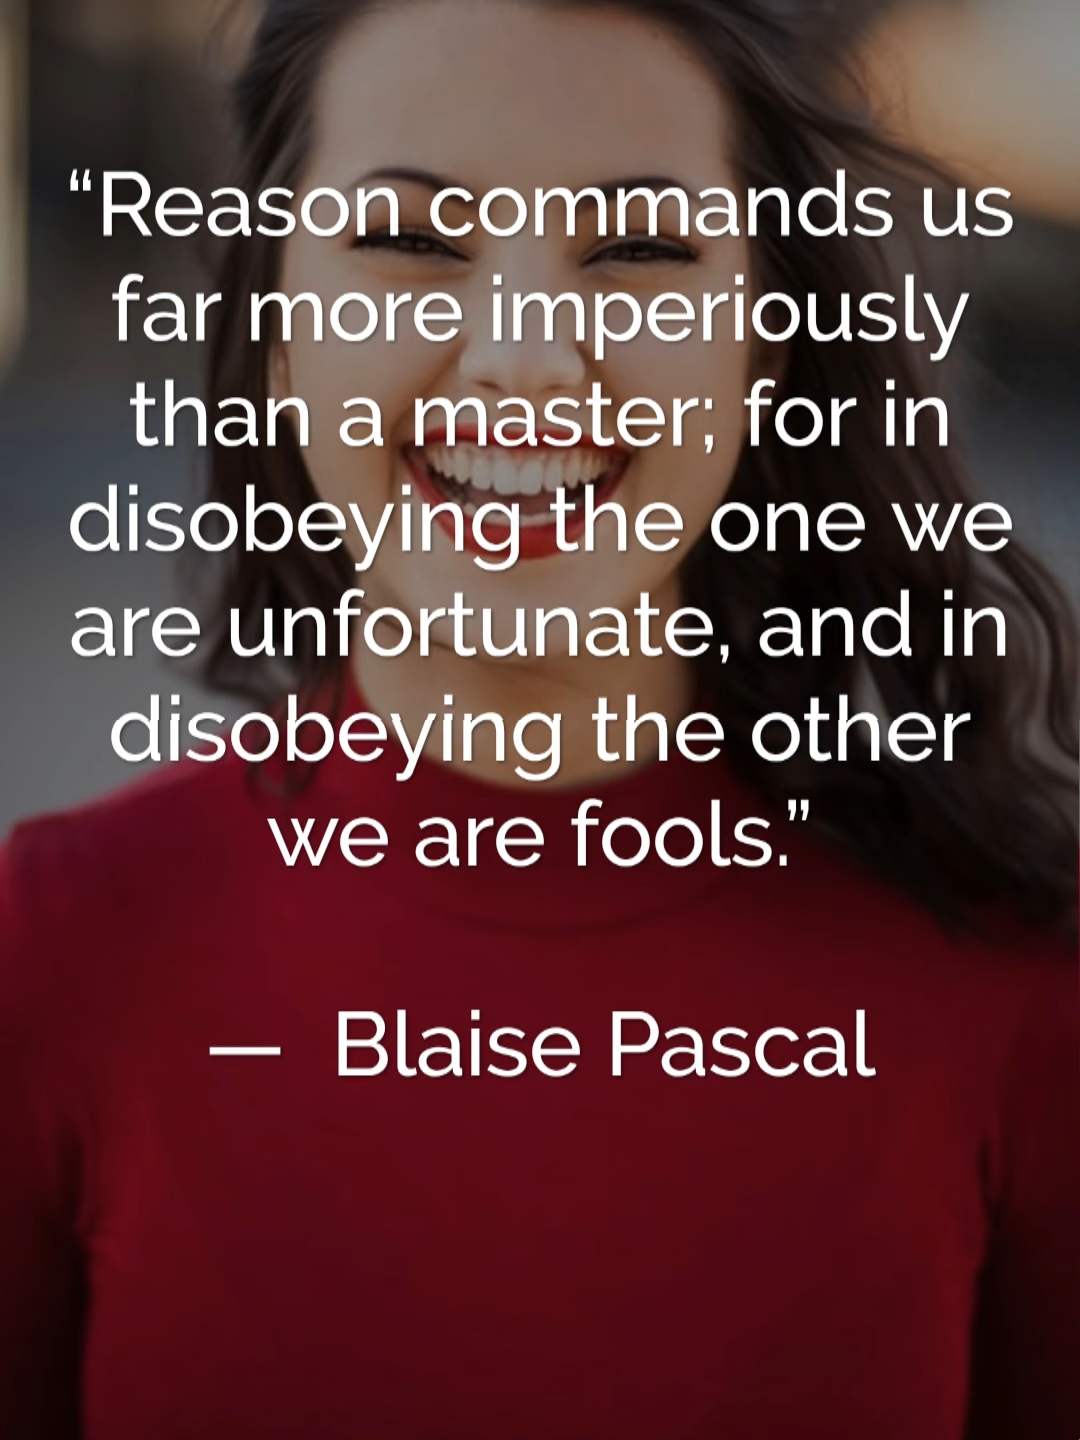 “Reason commands us
far more imperiously
than a master; for in
disobeying the one we
are unfortunate, and in
disobeying the other
we are fools.”
— Blaise Pascal